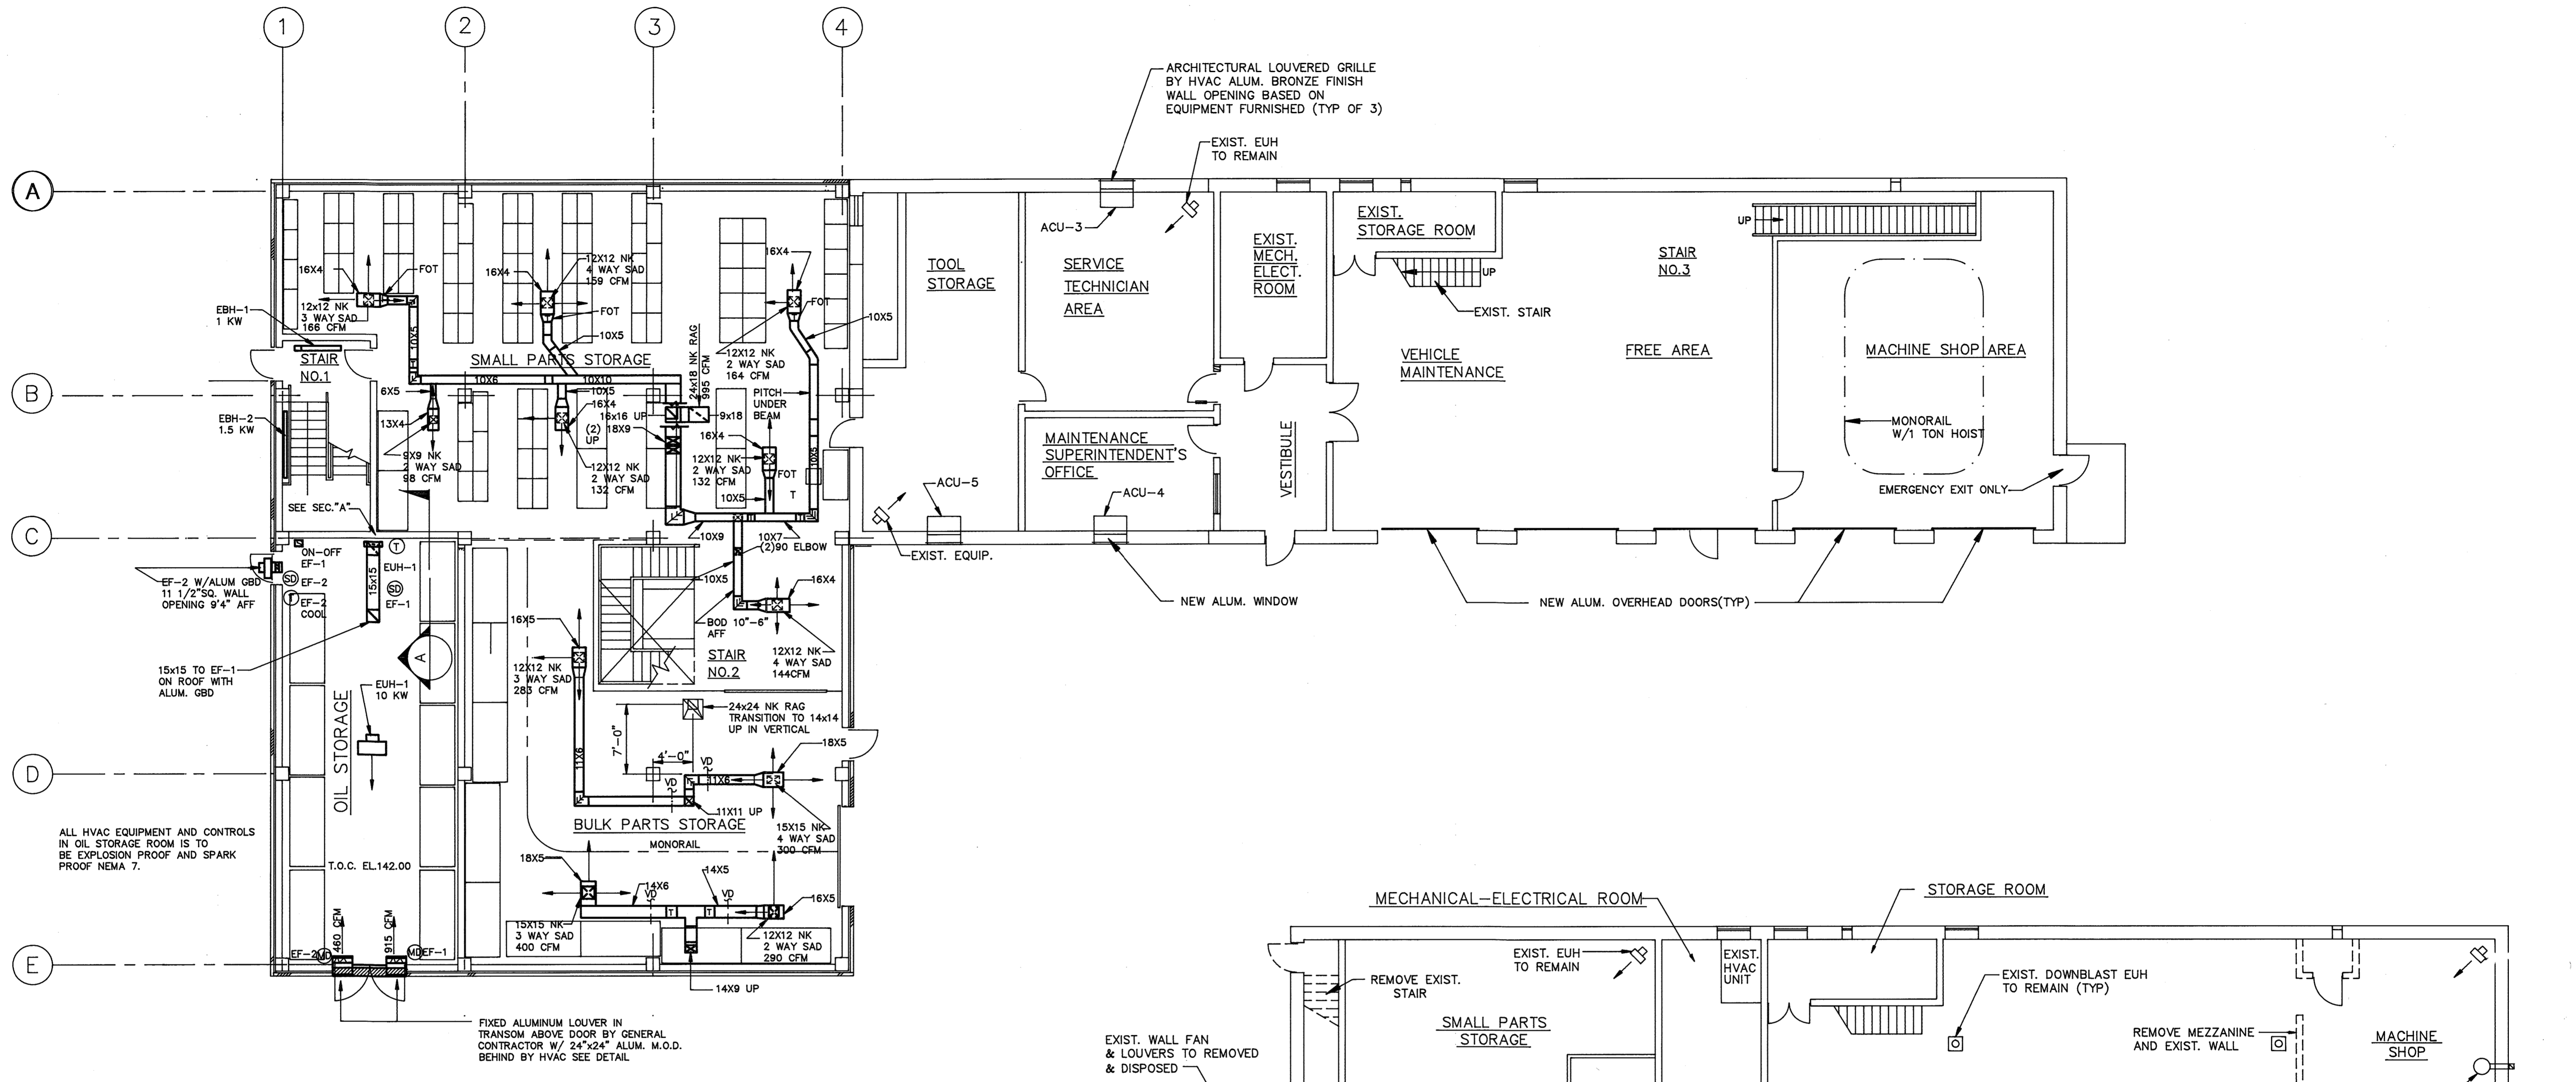 1
2
3
4
A
B
C
D
E
ARCHITECTURAL LOUVERED GRILLE
BY HVAC ALUM. BRONZE FINISH
WALL OPENING BASED ON
EQUIPMENT FURNISHED (TYP OF 3)
EXIST. EUH
TO REMAIN
ACU-3
16X4
FOT
12x12 NK
3 WAY SAD
166 CFM
EBH-1
1 KW
STAIR
NO.1
10X5
16X4
12X12 NK
4 WAY SAD
159 CFM
FOT
10X5
SMALL PARTS STORAGE
24x18 NK RAG
995 CFM
16X4
FOT
10X5
12X12 NK
2 WAY SAD
164 CFM
PITCH
UNDER
BEAM
10X6
10X10
6X5
13X4
10X5
16X4
16x16 UP
(2) 18X9
UP
9x18
EBH-2
1.5 KW
9X9 NK
2 WAY SAD
98 CFM
12X12 NK
2 WAY SAD
132 CFM
16X4
12X12 NK
2 WAY SAD
132 CFM
FOT
T
10X5
10X5
SEE SEC."A"
10X9
10X7
(2)90 ELBOW
TOOL
STORAGE
SERVICE
TECHNICIAN
AREA
EXIST.
MECH.
ELECT.
ROOM
EXIST.
STORAGE ROOM
UP
EXIST. STAIR
STAIR
NO.3
UP
VEHICLE
MAINTENANCE
FREE AREA
MACHINE SHOP AREA
MONORAIL
W/1 TON HOIST
EMERGENCY EXIT ONLY
MAINTENANCE
SUPERINTENDENT'S
OFFICE
VESTIBULE
ACU-5
ACU-4
EXIST. EQUIP.
NEW ALUM. WINDOW
NEW ALUM. OVERHEAD DOORS(TYP)
ON-OFF
EF-1
T
SD
EF-2
T
EF-2
COOL
15x15
EUH-1
SD
EF-1
EF-2 W/ALUM GBD
11 1/2"SQ. WALL
OPENING 9'4" AFF
15x15 TO EF-1
ON ROOF WITH
ALUM. GBD
A
EUH-1
10 KW
OIL STORAGE
10X5
16X4
BOD 10"-6"
AFF
STAIR
NO.2
12X12 NK
4 WAY SAD
144CFM
16X5
12X12 NK
3 WAY SAD
283 CFM
24x24 NK RAG
TRANSITION TO 14x14
UP IN VERTICAL
7'-0"
4'-0"
18X5
VD
VD
11X6
11X6
11X11 UP
BULK PARTS STORAGE
15X15 NK
4 WAY SAD
300 CFM
MONORAIL
ALL HVAC EQUIPMENT AND CONTROLS
IN OIL STORAGE ROOM IS TO
BE EXPLOSION PROOF AND SPARK
PROOF NEMA 7.
T.O.C. EL.142.00
18X5
14X6
VD
14X5
VD
T
T
16X5
15X15 NK
3 WAY SAD
400 CFM
12X12 NK
2 WAY SAD
290 CFM
14X9 UP
460 CFM
915 CFM
EF-2
MD
MD
EF-1
FIXED ALUMINUM LOUVER IN
TRANSOM ABOVE DOOR BY GENERAL
CONTRACTOR W/ 24"x24" ALUM. M.O.D.
BEHIND BY HVAC SEE DETAIL
MECHANICAL-ELECTRICAL ROOM
STORAGE ROOM
EXIST. EUH
TO REMAIN
EXIST.
HVAC
UNIT
REMOVE EXIST.
STAIR
SMALL PARTS
STORAGE
EXIST. DOWNBLAST EUH
TO REMAIN (TYP)
REMOVE MEZZANINE
AND EXIST. WALL
MACHINE
SHOP
EXIST. WALL FAN
& LOUVERS TO REMOVED
& DISPOSED